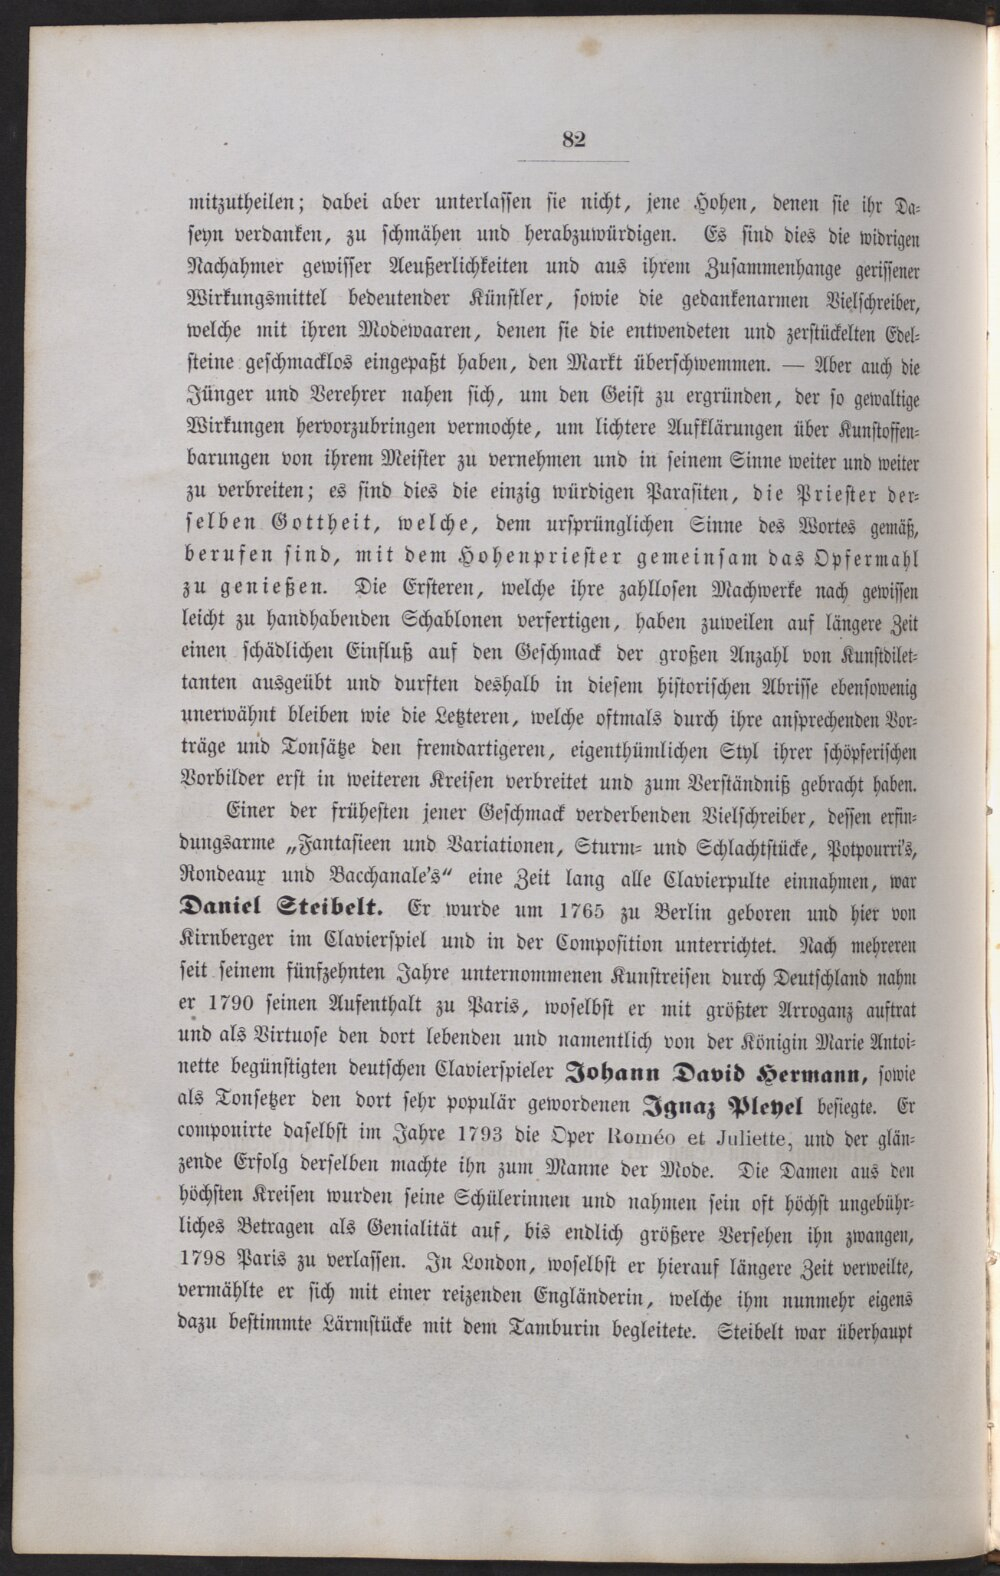 82
mitzutheilen; dabei aber unterlassen sie nicht, jene Hohen, denen sie ihr Da-
seyn verdanken, zu schmähen und herabzuwürdigen. Es sind dies die widrigen
Nachahmer gewisser Aeußerlichkeiten und aus ihrem Zusammenhange gerissener
Wirkungsmittel bedeutender Künstler, sowie die gedankenarmen Vielschreiber,
welche mit ihren Modewaaren, denen sie die entwendeten und zerstückelten Edel-
steine geschmacklos eingepaßt haben, den Markt überschwemmen. — Aber auch die
Jünger und Verehrer nahen sich, um den Geist zu ergründen, der so gewaltige
Wirkungen hervorzubringen vermochte, um lichtere Aufklärungen über Kunstoffen-
barungen von ihrem Meister zu vernehmen und in seinem Sinne weiter und weiter
zu verbreiten; es sind dies die einzig würdigen Parasiten, die Priester der-
selben Gottheit, welche, dem ursprünglichen Sinne des Wortes gemäß,
berufen sind, mit dem Hohenpriester gemeinsam das Opfermahl
zu genießen. Die Ersteren, welche ihre zahllosen Machwerke nach gewissen
leicht zu handhabenden Schablonen verfertigen, haben zuweilen auf längere Zeit
einen schädlichen Einfluß auf den Geschmack der großen Anzahl von Kunstdilet-
tanten ausgeübt und durften deshalb in diesem historischen Abrisse ebensowenig
unerwähnt bleiben wie die Letzteren, welche oftmals durch ihre ansprechenden Vor-
träge und Tonsätze den fremdartigeren, eigenthümlichen Styl ihrer schöpferischen
Vorbilder erst in weiteren Kreisen verbreitet und zum Verständniß gebracht haben.
Einer der frühesten jener Geschmack verderbenden Vielschreiber, dessen erfin-
dungsarme „Fantasieen und Variationen, Sturm- und Schlachtstücke, Potpourri's,
Rondeaux und Bacchanale's“ eine Zeit lang alle Clavierpulte einnahmen, war
Daniel Steibelt. Er wurde um 1765 zu Berlin geboren und hier von
Kirnberger im Clavierspiel und in der Composition unterrichtet. Nach mehreren
seit seinem fünfzehnten Jahre unternommenen Kunstreisen durch Deutschland nahm
er 1790 seinen Aufenthalt zu Paris, woselbst er mit größter Arroganz auftrat
und als Virtuose den dort lebenden und namentlich von der Königin Marie Antoi-
nette begünstigten deutschen Clavierspieler Johann David Hermann, sowie
als Tonsetzer den dort sehr populär gewordenen Ignaz Pleyel besiegte. Er
componirte daselbst im Jahre 1793 die Oper Roméo et Juliette, und der glän-
zende Erfolg derselben machte ihn zum Manne der Mode. Die Damen aus den
höchsten Kreisen wurden seine Schülerinnen und nahmen sein oft höchst ungebühr-
liches Betragen als Genialität auf, bis endlich größere Versehen ihn zwangen,
1798 Paris zu verlassen. In London, woselbst er hierauf längere Zeit verweilte,
vermählte er sich mit einer reizenden Engländerin, welche ihm nunmehr eigens
dazu bestimmte Lärmstücke mit dem Tamburin begleitete. Steibelt war überhaupt